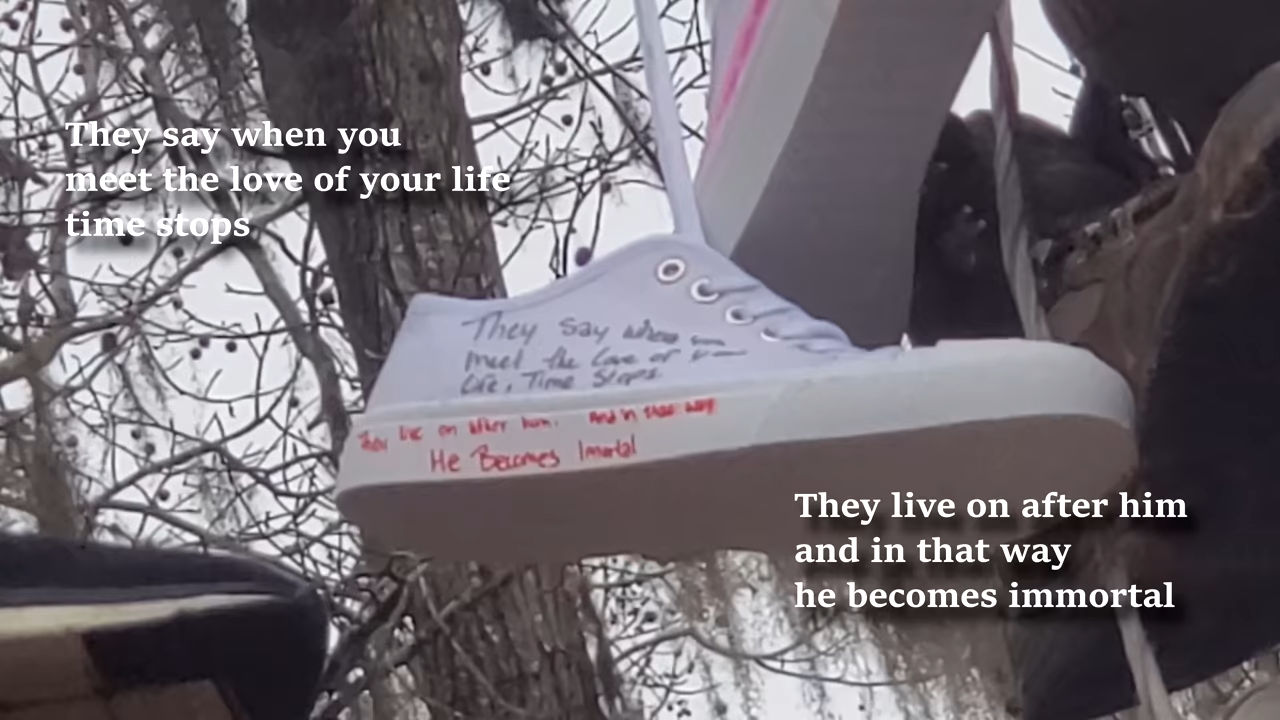 They say when you
meet the love of your life
time stops
They say when
meet the love of
life, Time Stops
They live on after him. And in that way
He Becomes Imortal
They live on after him
and in that way
he becomes immortal